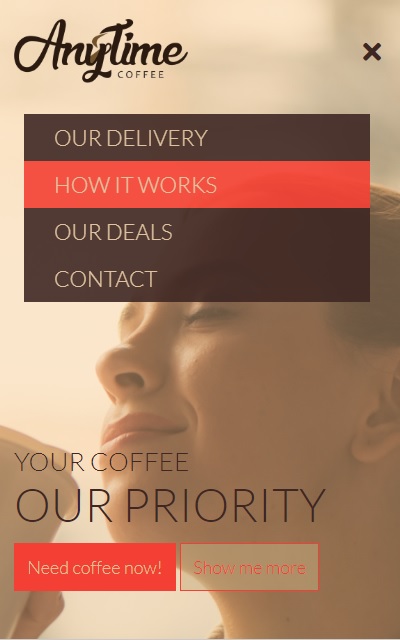 Anytime
COFFEE
OUR DELIVERY
HOW IT WORKS
OUR DEALS
CONTACT
YOUR COFFEE
OUR PRIORITY
Need coffee now!
Show me more